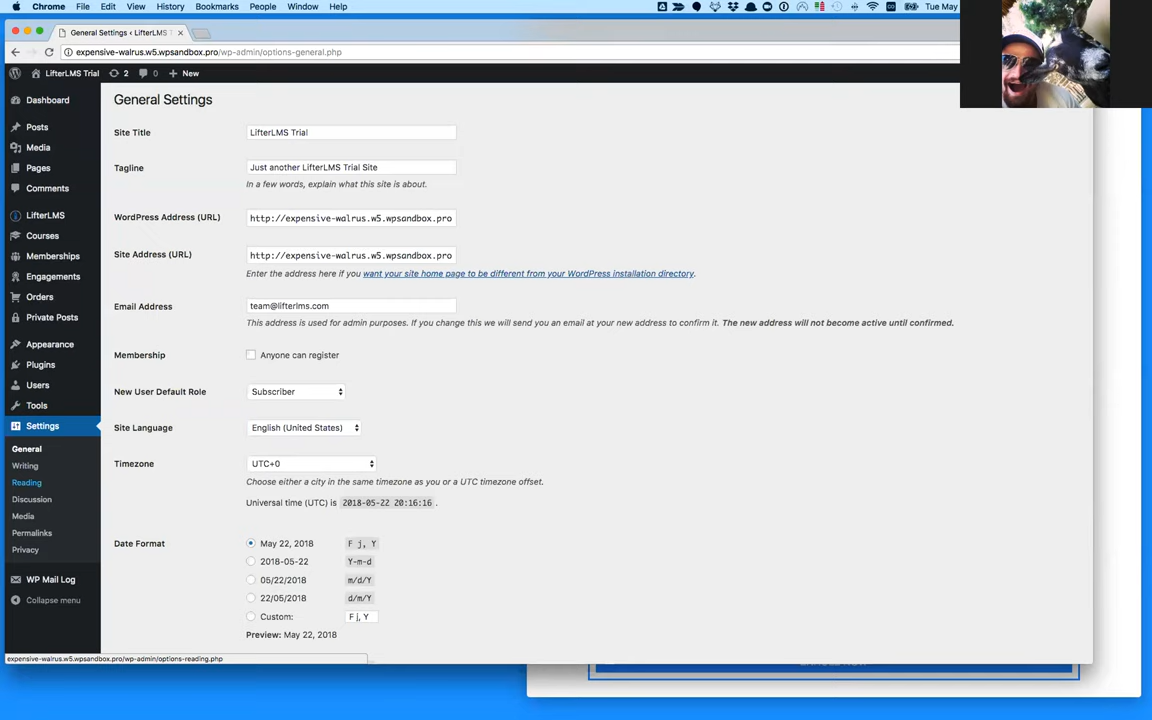 Chrome File Edit View History Bookmarks People Window Help Tue May
General Settings ‹ LifterLMS T
expensive-walrus.w5.wpsandbox.pro/wp-admin/options-general.php
LifterLMS Trial 2 0 New
Dashboard
Posts
Media
Pages
Comments
LifterLMS
Courses
Memberships
Engagements
Orders
Private Posts
Appearance
Plugins
Users
Tools
Settings
General
Writing
Reading
Discussion
Media
Permalinks
Privacy
WP Mail Log
Collapse menu
General Settings
Site Title LifterLMS Trial
Tagline Just another LifterLMS Trial Site
In a few words, explain what this site is about.
WordPress Address (URL) http://expensive-walrus.w5.wpsandbox.pro
Site Address (URL) http://expensive-walrus.w5.wpsandbox.pro
Enter the address here if you want your site home page to be different from your WordPress installation directory.
Email Address team@lifterlms.com
This address is used for admin purposes. If you change this we will send you an email at your new address to confirm it. The new address will not become active until confirmed.
Membership Anyone can register
New User Default Role Subscriber
Site Language English (United States)
Timezone UTC+0
Choose either a city in the same timezone as you or a UTC timezone offset.
Universal time (UTC) is 2018-05-22 20:16:16 .
Date Format May 22, 2018 F j, Y
2018-05-22 Y-m-d
05/22/2018 m/d/Y
22/05/2018 d/m/Y
Custom: F j, Y
Preview: May 22, 2018
expensive-walrus.w5.wpsandbox.pro/wp-admin/options-reading.php